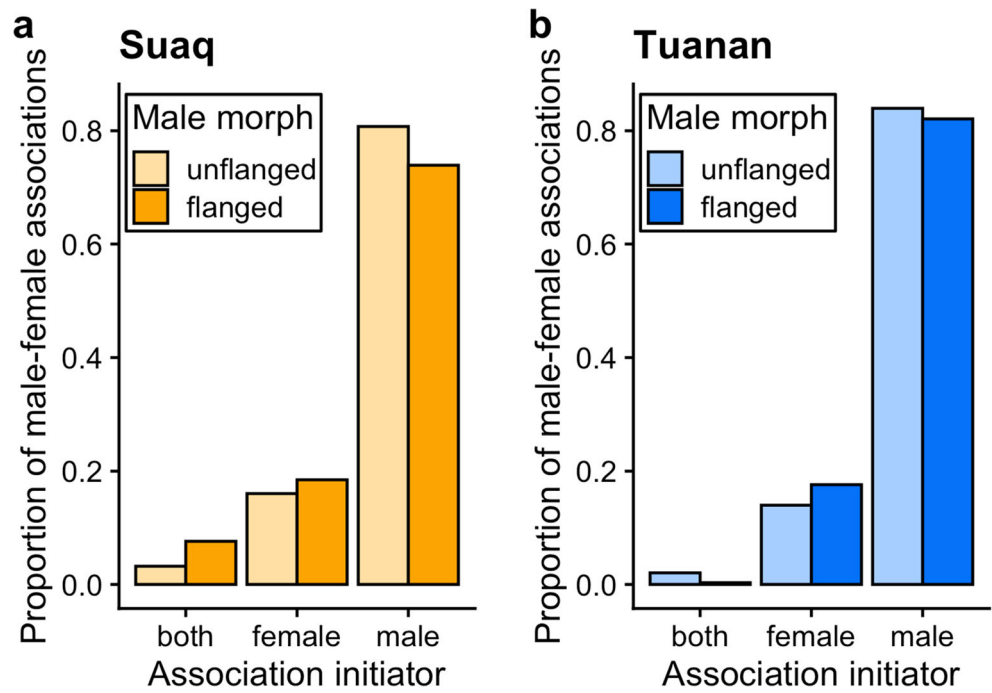 a
Suaq
Proportion of male-female associations
Male morph
unflanged
flanged
0.8
0.6
0.4
0.2
0.0
both female male
Association initiator
b
Tuanan
Proportion of male-female associations
Male morph
unflanged
flanged
0.8
0.6
0.4
0.2
0.0
both female male
Association initiator